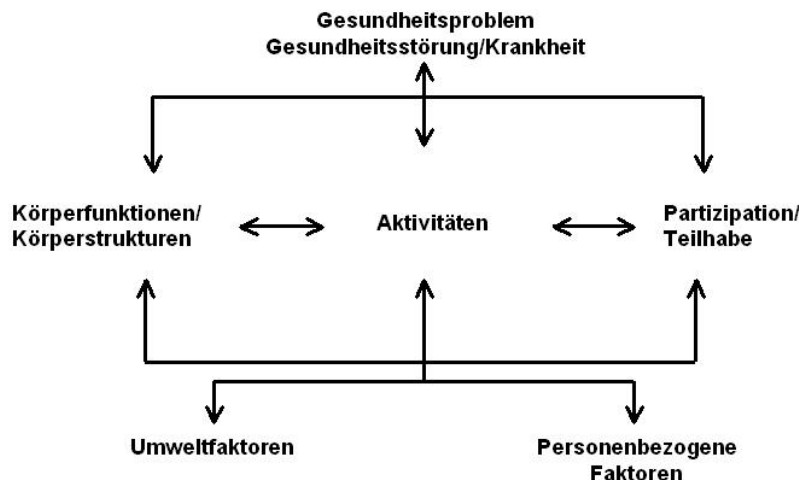 Gesundheitsproblem
Gesundheitsstörung/Krankheit
Körperfunktionen/
Körperstrukturen
Aktivitäten
Partizipation/
Teilhabe
Umweltfaktoren
Personenbezogene
Faktoren